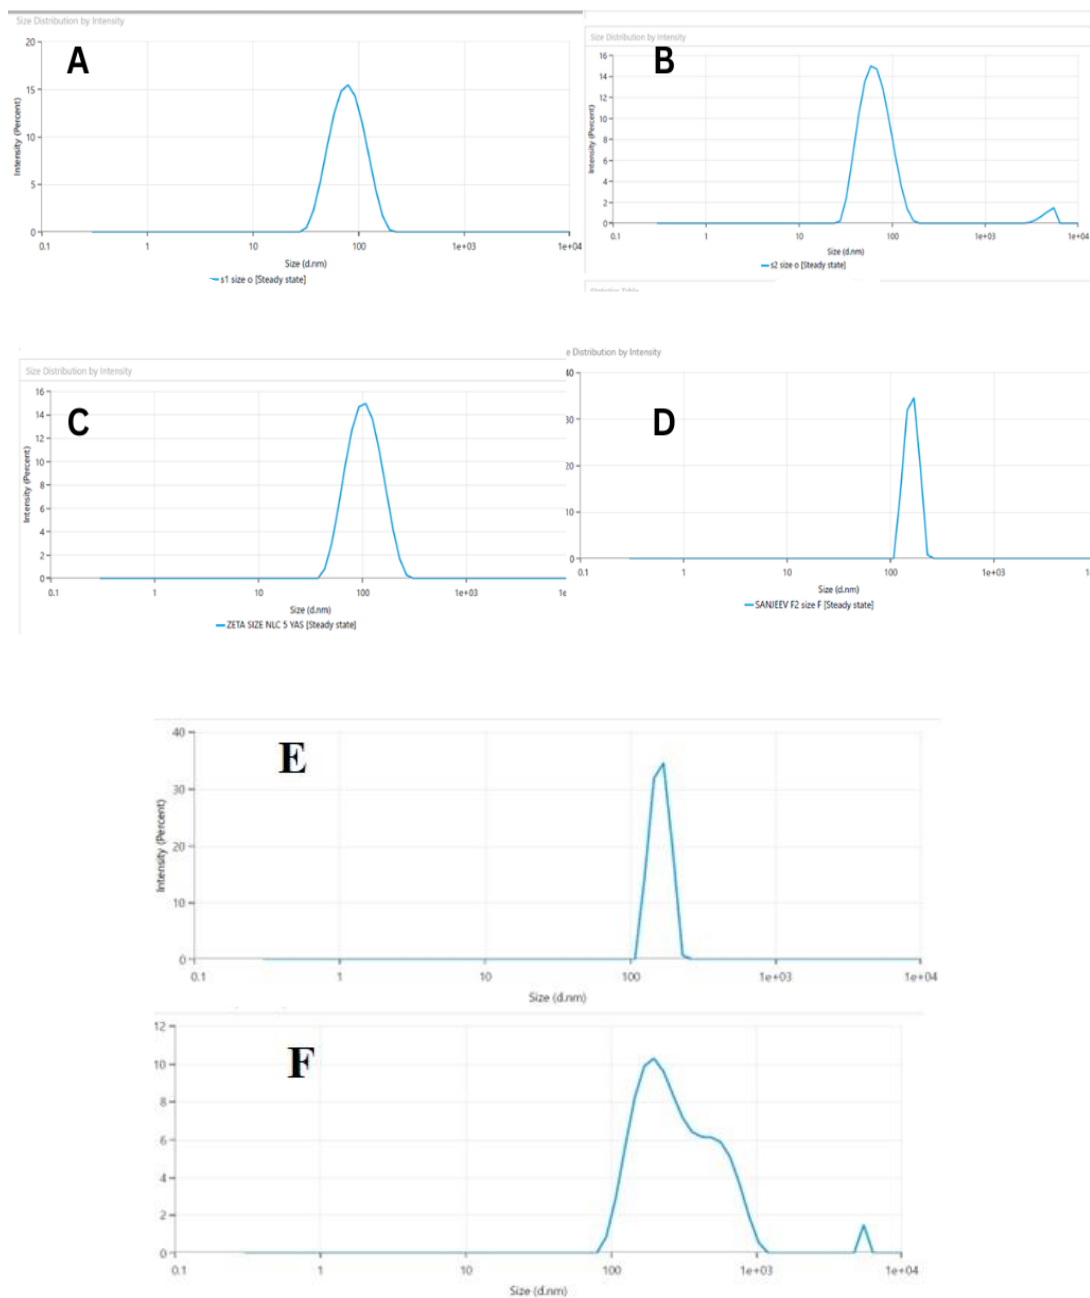 Size Distribution by Intensity
A
20
15
10
5
0
Intensity (Percent)
0.1 1 10 100 1e+03 1e+04
Size (d.nm)
s1 size o [Steady state]
Size Distribution by Intensity
B
16
14
12
10
8
6
4
2
0
Intensity (Percent)
0.1 1 10 100 1e+03 1e+04
Size (d.nm)
s2 size o [Steady state]
Size Distribution by Intensity
C
16
14
12
10
8
6
4
2
0
Intensity (Percent)
0.1 1 10 100 1e+03 1e
Size (d.nm)
ZETA SIZE NLC 5 YAS [Steady state]
e Distribution by Intensity
D
40
30
20
10
0
0.1 1 10 100 1e+03
Size (d.nm)
SANJEEV F2 size F [Steady state]
E
40
30
20
10
0
Intensity (Percent)
0.1 1 10 100 1e+03 1e+04
Size (d.nm)
F
12
10
8
6
4
2
0
0.1 1 10 100 1e+03 1e+04
Size (d.nm)